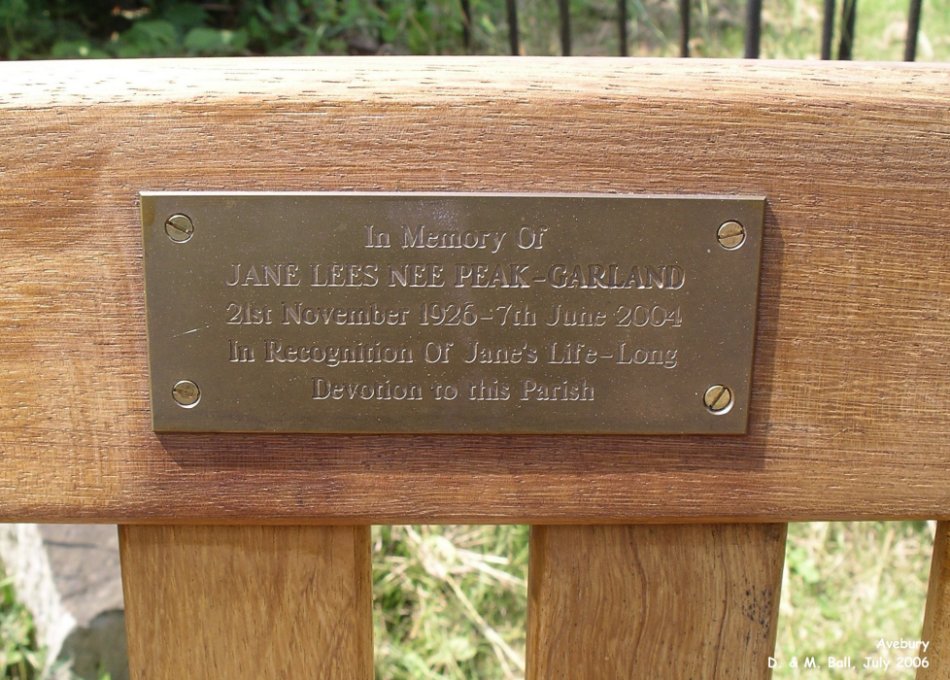 In Memory Of
JANE LEES NEE PEAK-GARLAND
21st November 1926-7th June 2004
In Recognition Of Jane's Life-Long
Devotion to this Parish
Avebury
D. & M. Ball, July 2006